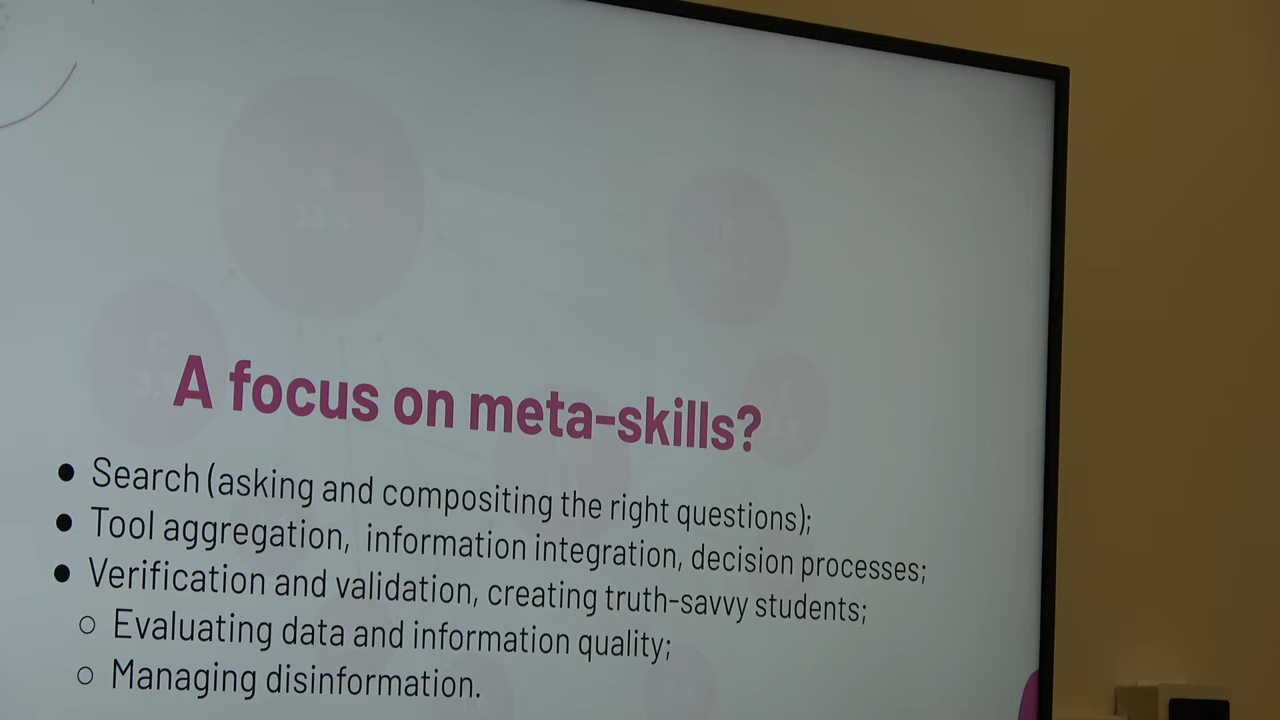 A focus on meta-skills?
● Search (asking and compositing the right questions);
● Tool aggregation, information integration, decision processes;
● Verification and validation, creating truth-savvy students;
○ Evaluating data and information quality;
○ Managing disinformation.